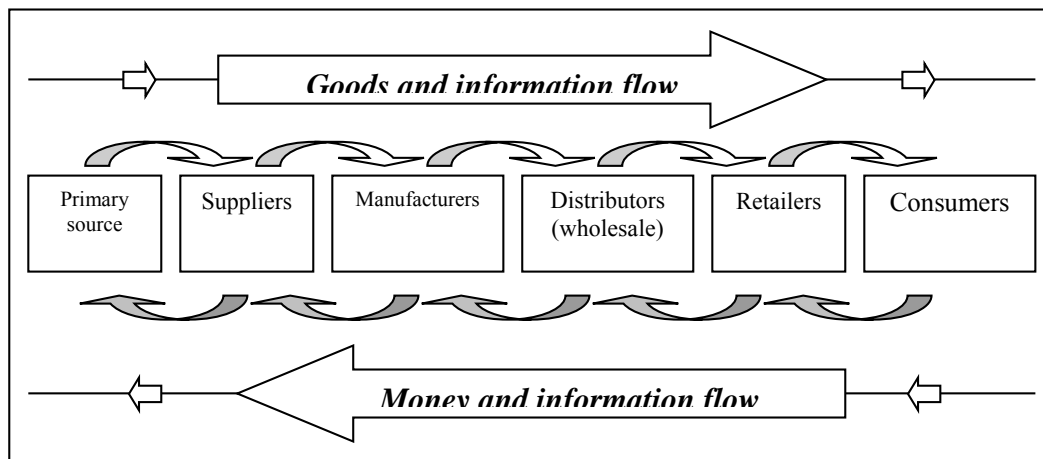 Goods and information flow
Primary
source
Suppliers
Manufacturers
Distributors
(wholesale)
Retailers
Consumers
Money and information flow